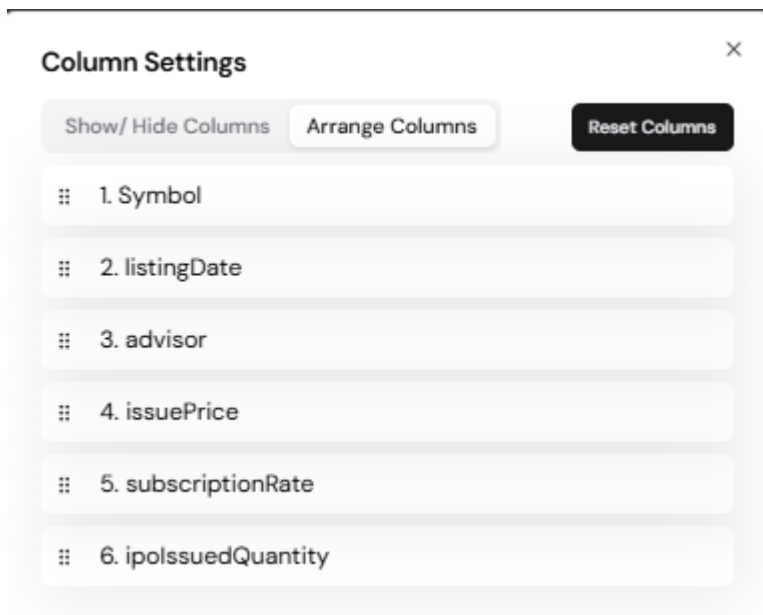 Column Settings
Show/ Hide Columns Arrange Columns Reset Columns
1. Symbol
2. listingDate
3. advisor
4. issuePrice
5. subscriptionRate
6. ipoIssuedQuantity